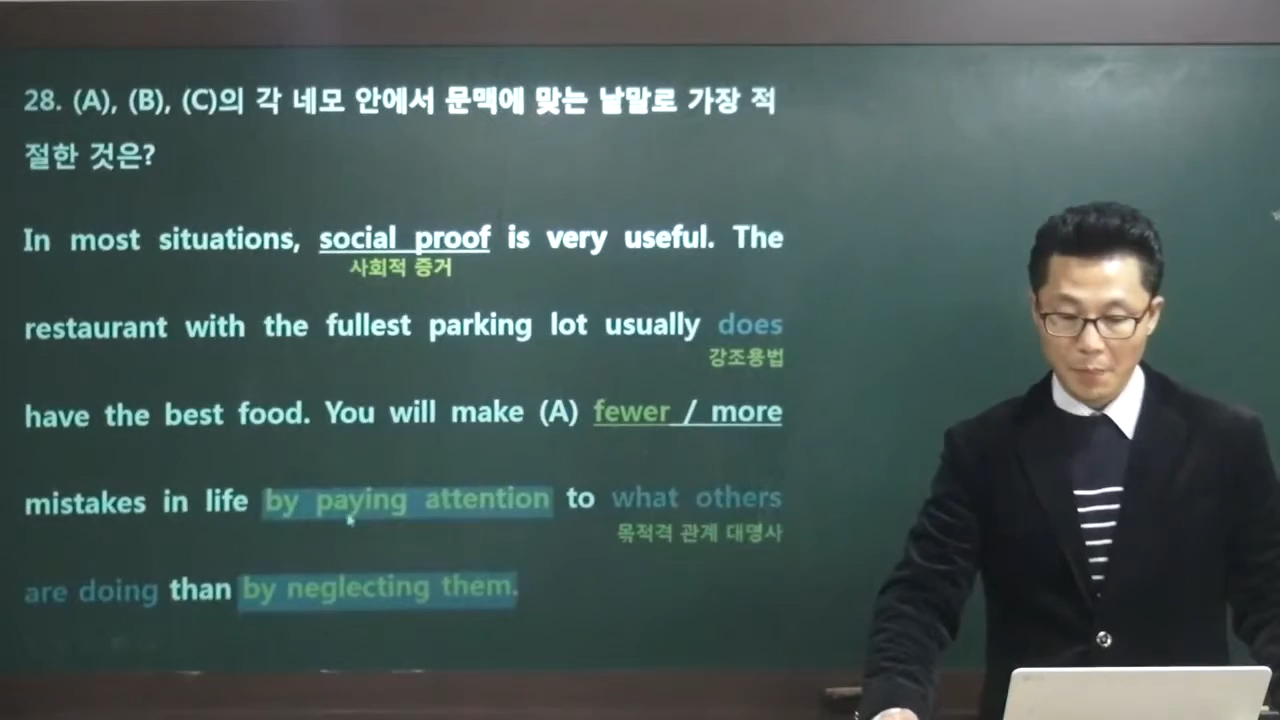 28. (A), (B), (C)의 각 네모 안에서 문맥에 맞는 낱말로 가장 적
절한 것은?
In most situations, social proof is very useful. The
사회적 증거
restaurant with the fullest parking lot usually does
강조용법
have the best food. You will make (A) fewer / more
mistakes in life by paying attention to what others
목적격 관계 대명사
are doing than by neglecting them.